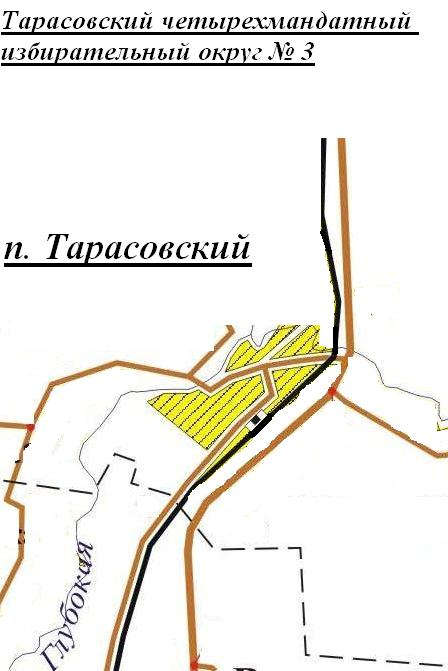 Тарасовский четырехмандатный
избирательный округ № 3
п. Тарасовский
Глубокая